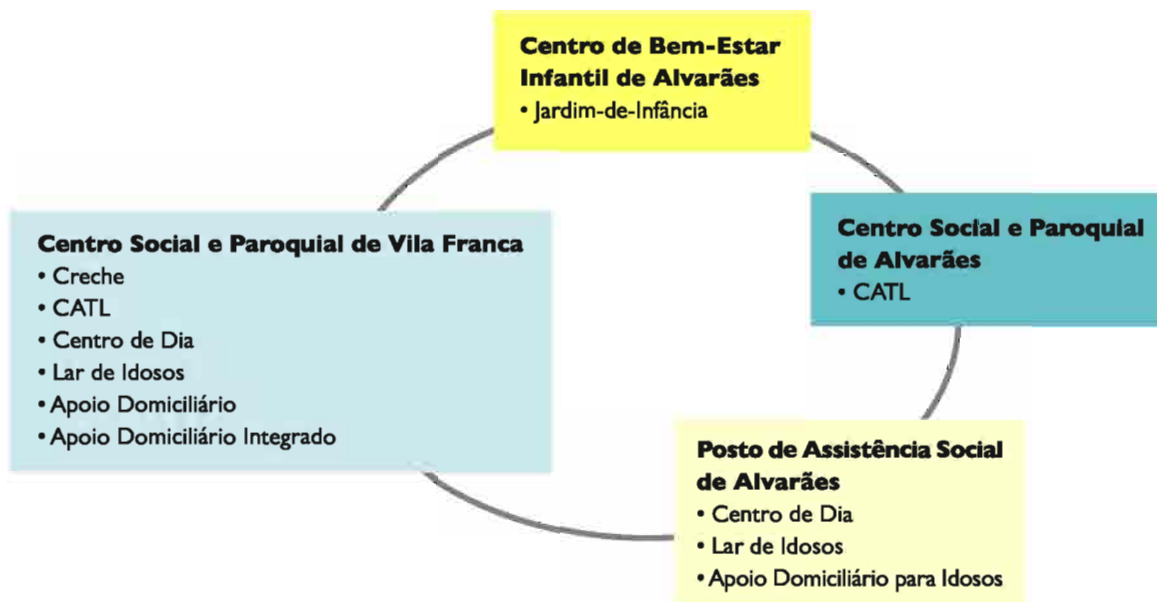 Centro de Bem-Estar
Infantil de Alvarães
• Jardim-de-Infância
Centro Social e Paroquial de Vila Franca
• Creche
• CATL
• Centro de Dia
• Lar de Idosos
• Apoio Domiciliário
• Apoio Domiciliário Integrado
Centro Social e Paroquial
de Alvarães
• CATL
Posto de Assistência Social
de Alvarães
• Centro de Dia
• Lar de Idosos
• Apoio Domiciliário para Idosos